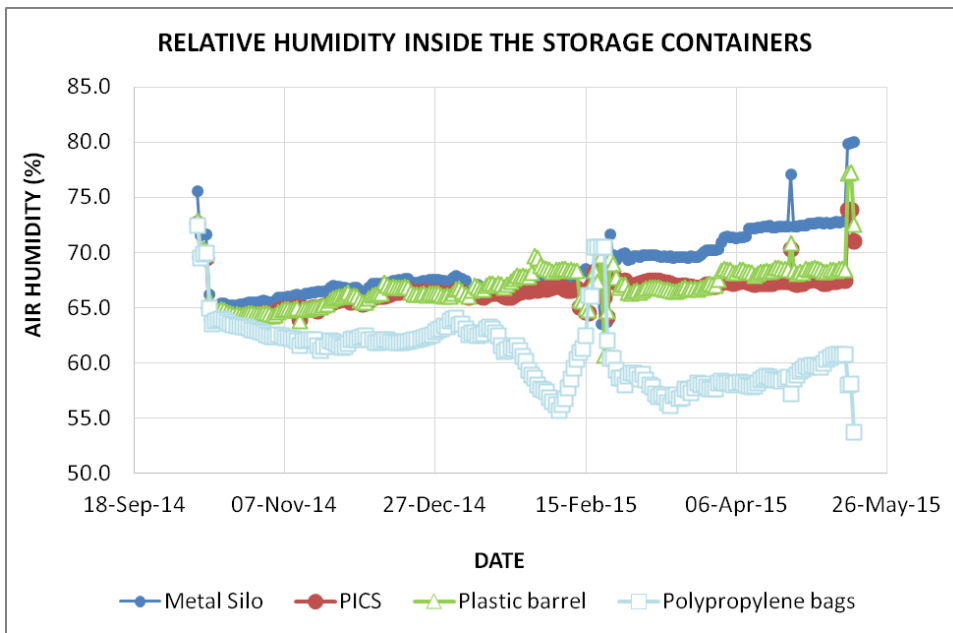 RELATIVE HUMIDITY INSIDE THE STORAGE CONTAINERS
AIR HUMIDITY (%)
85.0
80.0
75.0
70.0
65.0
60.0
55.0
50.0
18-Sep-14 07-Nov-14 27-Dec-14 15-Feb-15 06-Apr-15 26-May-15
DATE
Metal Silo PICS Plastic barrel Polypropylene bags